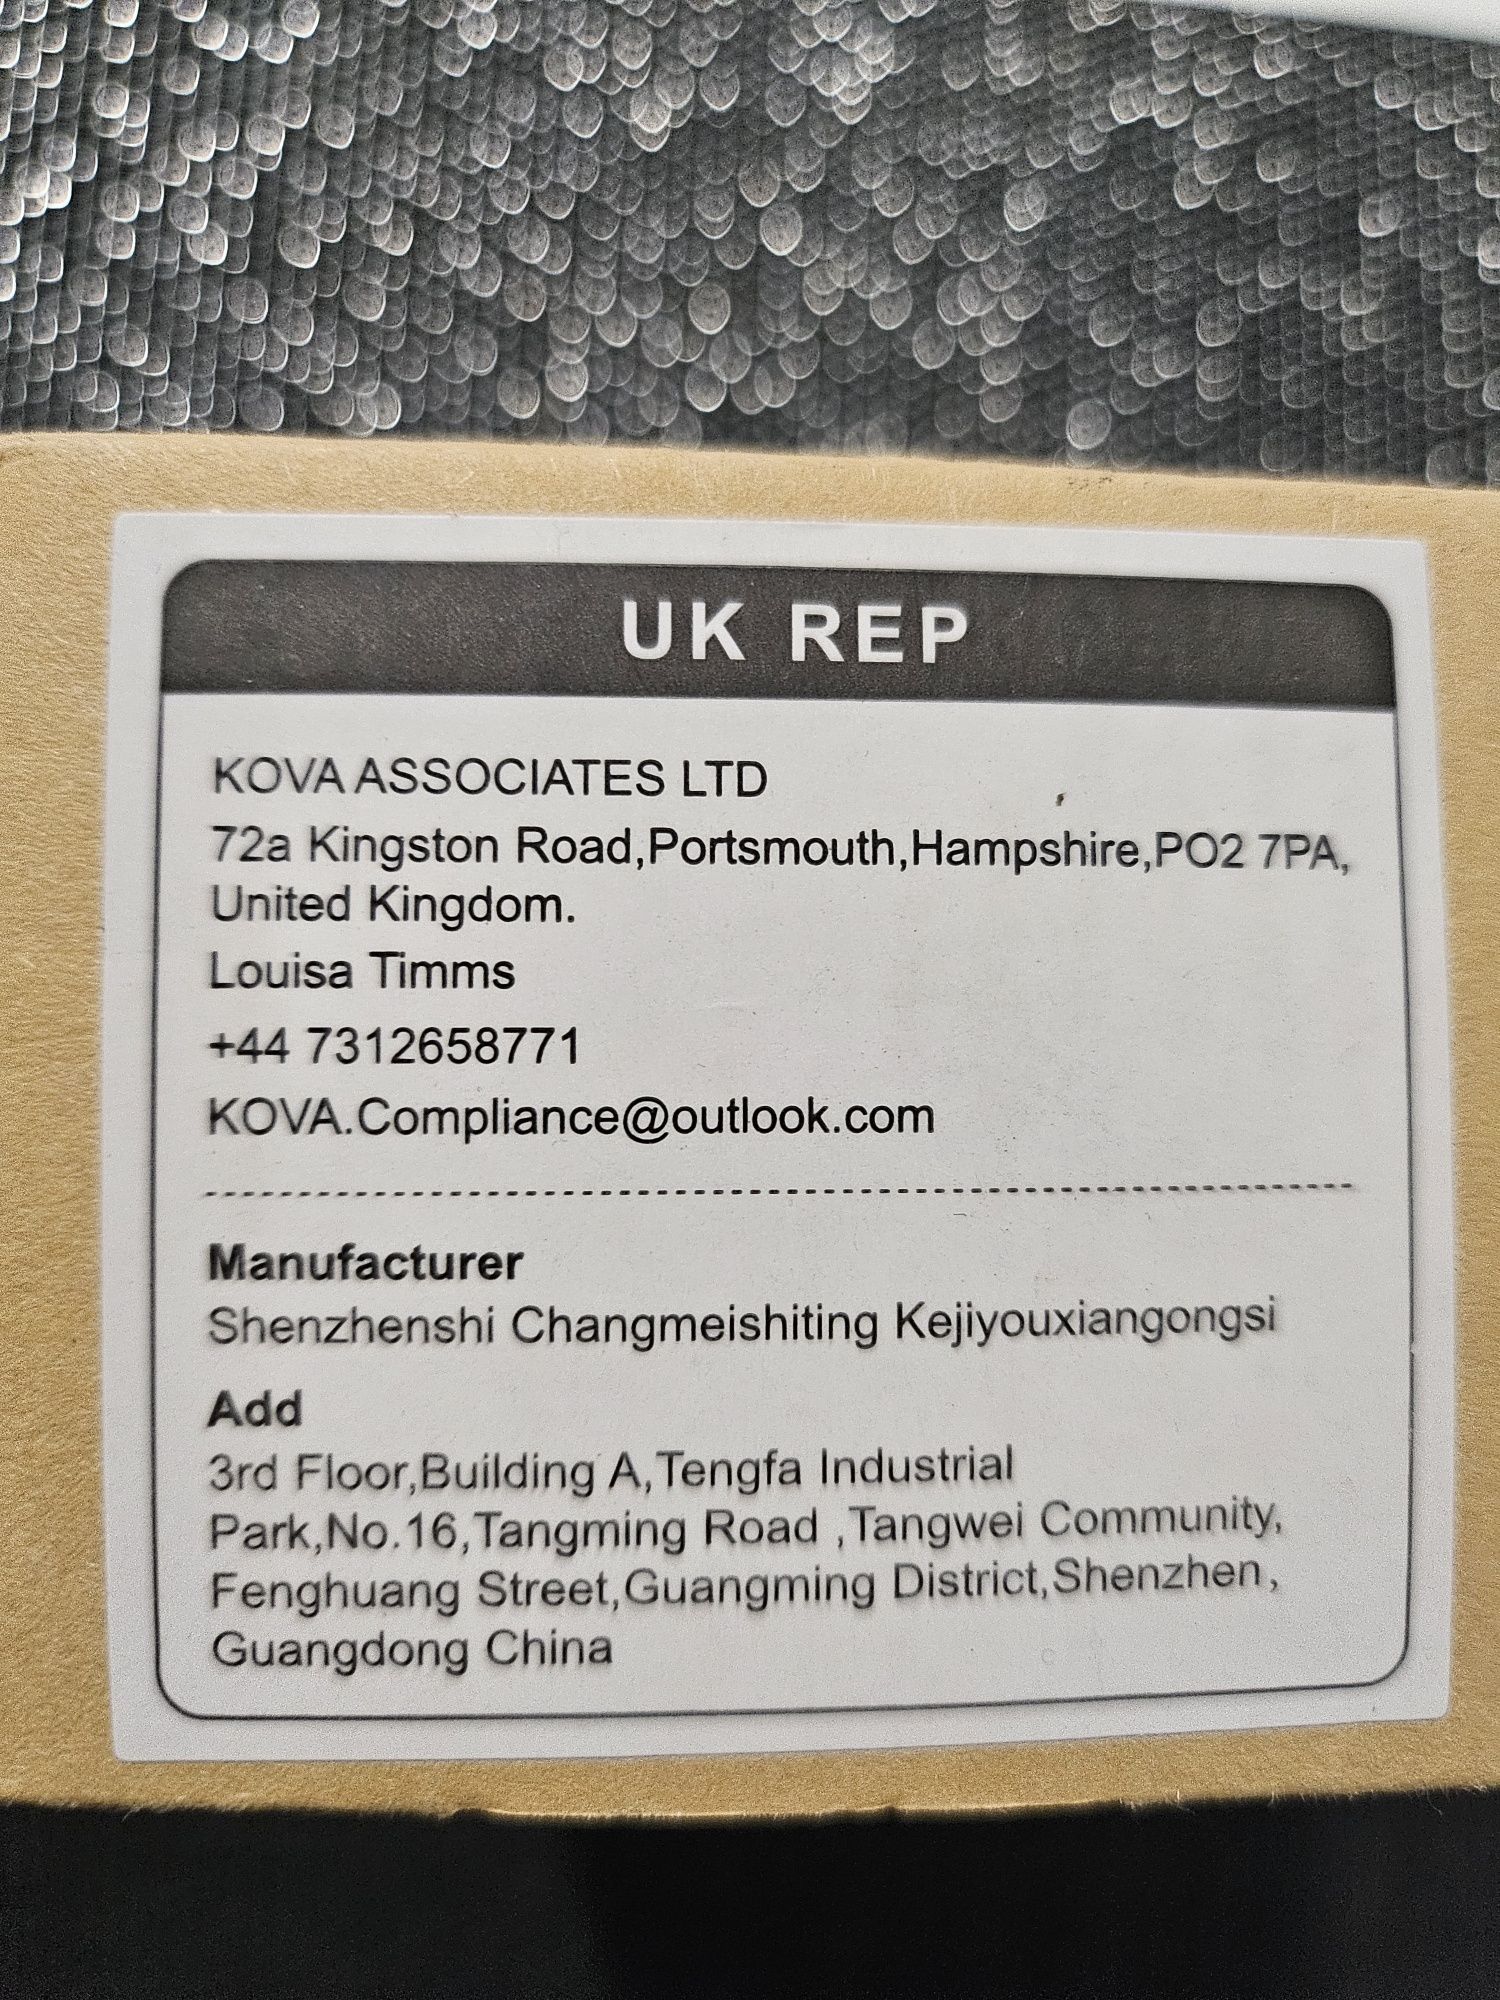 UK REP
KOVA ASSOCIATES LTD
72a Kingston Road,Portsmouth,Hampshire,PO2 7PA,
United Kingdom.
Louisa Timms
+44 7312658771
KOVA.Compliance@outlook.com
Manufacturer
Shenzhenshi Changmeishiting Kejiyouxiangongsi
Add
3rd Floor,Building A,Tengfa Industrial
Park,No.16,Tangming Road ,Tangwei Community,
Fenghuang Street,Guangming District,Shenzhen,
Guangdong China